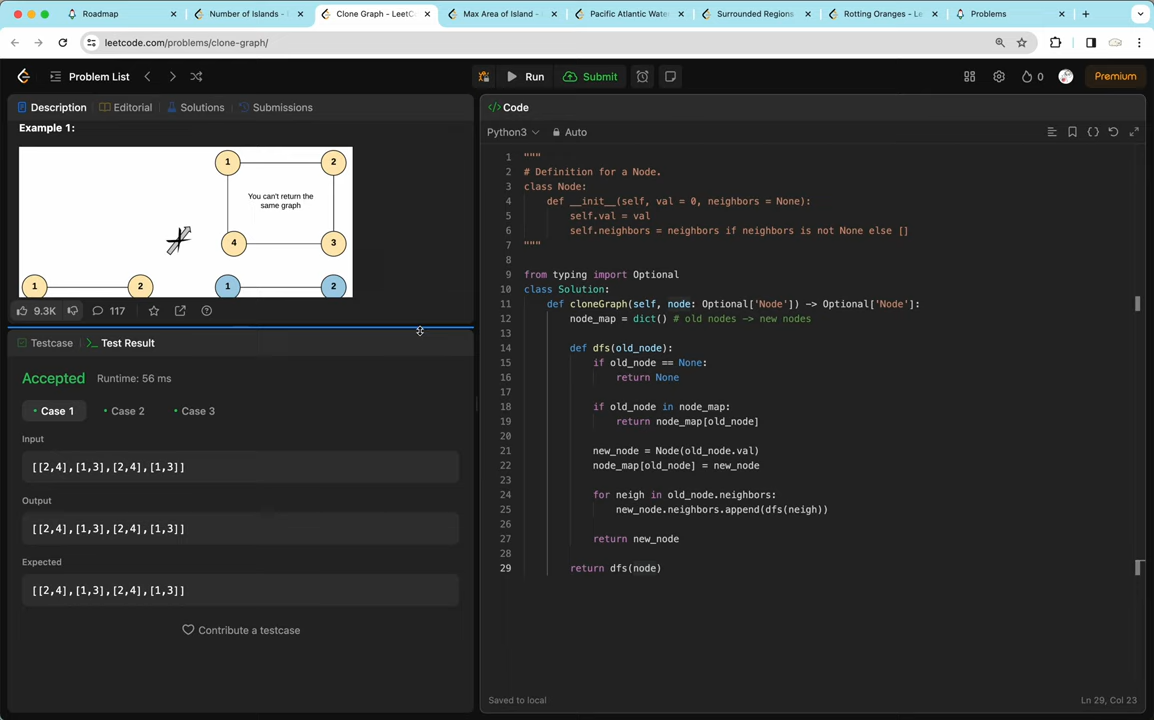 Roadmap
Number of Islands -
Clone Graph - LeetC
Max Area of Island -
Pacific Atlantic Water
Surrounded Regions
Rotting Oranges - Le
Problems
leetcode.com/problems/clone-graph/
Problem List
Run
Submit
0
Premium
Description
Editorial
Solutions
Submissions
Example 1:
1
2
You can't return the
same graph
4
3
1
2
1
2
9.3K
117
Testcase
Test Result
Accepted
Runtime: 56 ms
Case 1
Case 2
Case 3
Input
[[2,4],[1,3],[2,4],[1,3]]
Output
[[2,4],[1,3],[2,4],[1,3]]
Expected
[[2,4],[1,3],[2,4],[1,3]]
Contribute a testcase
Code
Python3
Auto
1 """
2 # Definition for a Node.
3 class Node:
4     def __init__(self, val = 0, neighbors = None):
5         self.val = val
6         self.neighbors = neighbors if neighbors is not None else []
7 """
8
9 from typing import Optional
10 class Solution:
11     def cloneGraph(self, node: Optional['Node']) -> Optional['Node']:
12         node_map = dict() # old nodes -> new nodes
13
14         def dfs(old_node):
15             if old_node == None:
16                 return None
17
18             if old_node in node_map:
19                 return node_map[old_node]
20
21             new_node = Node(old_node.val)
22             node_map[old_node] = new_node
23
24             for neigh in old_node.neighbors:
25                 new_node.neighbors.append(dfs(neigh))
26
27             return new_node
28
29         return dfs(node)
Saved to local
Ln 29, Col 23